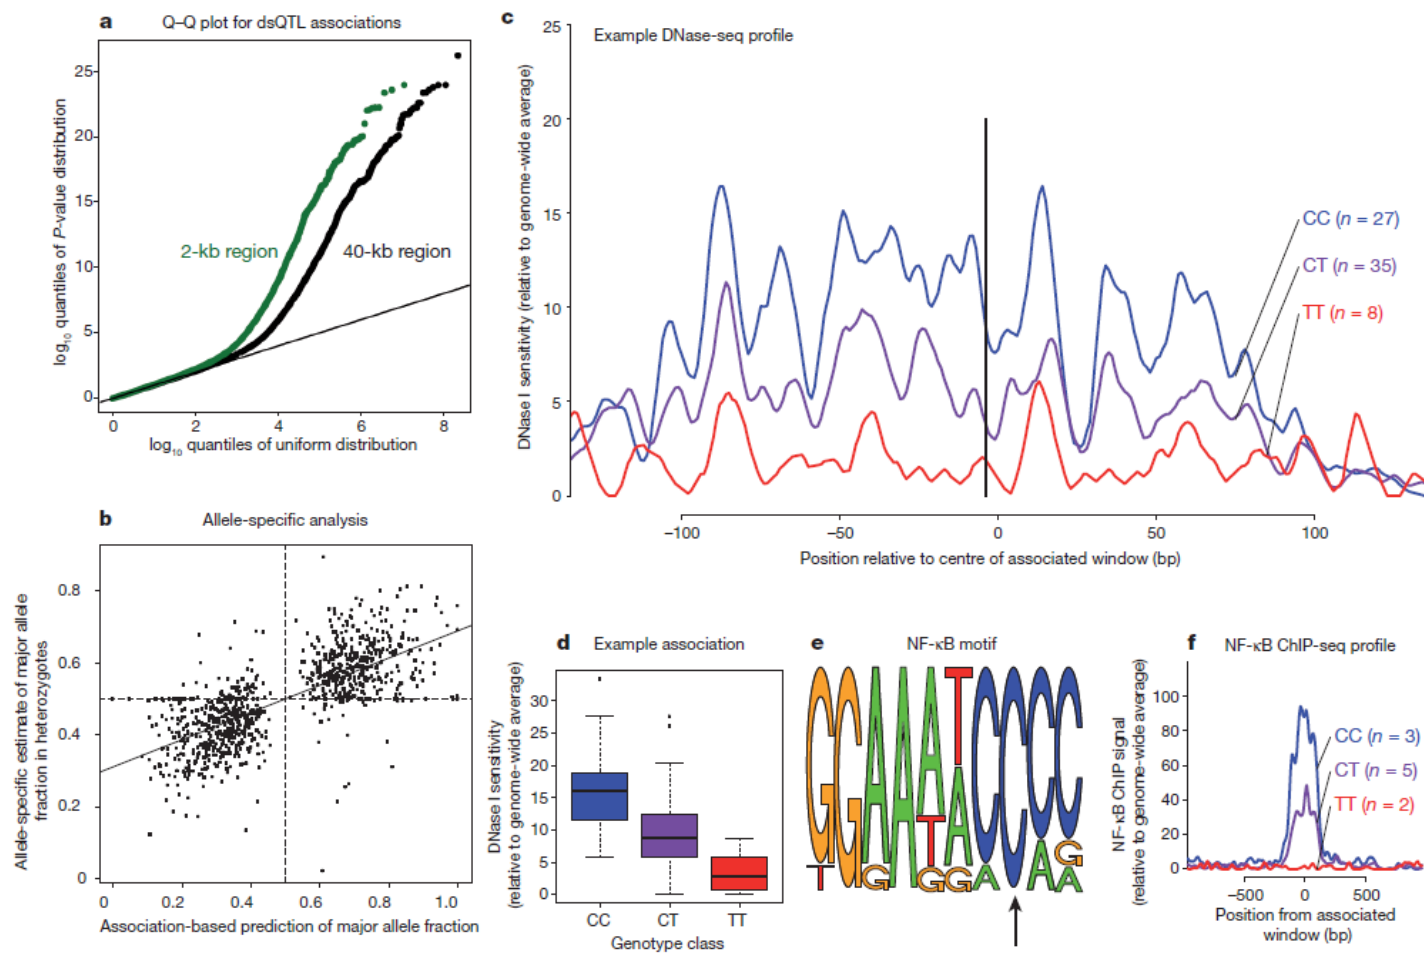 a Q–Q plot for dsQTL associations
log10 quantiles of P-value distribution
25
20
15
10
5
0
2-kb region
40-kb region
0 2 4 6 8
log10 quantiles of uniform distribution
b Allele-specific analysis
Allele-specific estimate of major allele
fraction in heterozygotes
0.8
0.6
0.4
0.2
0
0 0.2 0.4 0.6 0.8 1.0
Association-based prediction of major allele fraction
c
Example DNase-seq profile
DNase I sensitivity (relative to genome-wide average)
25
20
15
10
5
0
CC (n = 27)
CT (n = 35)
TT (n = 8)
−100 −50 0 50 100
Position relative to centre of associated window (bp)
d Example association
DNase I sensitivity
(relative to genome-wide average)
30
25
20
15
10
5
0
CC CT TT
Genotype class
e NF-κB motif
G G A A A T C C C C
T G A T A C C A G
G G G A A
f NF-κB ChIP-seq profile
NF-κB ChIP signal
(relative to genome-wide average)
100
80
60
40
20
0
CC (n = 3)
CT (n = 5)
TT (n = 2)
−500 0 500
Position from associated
window (bp)